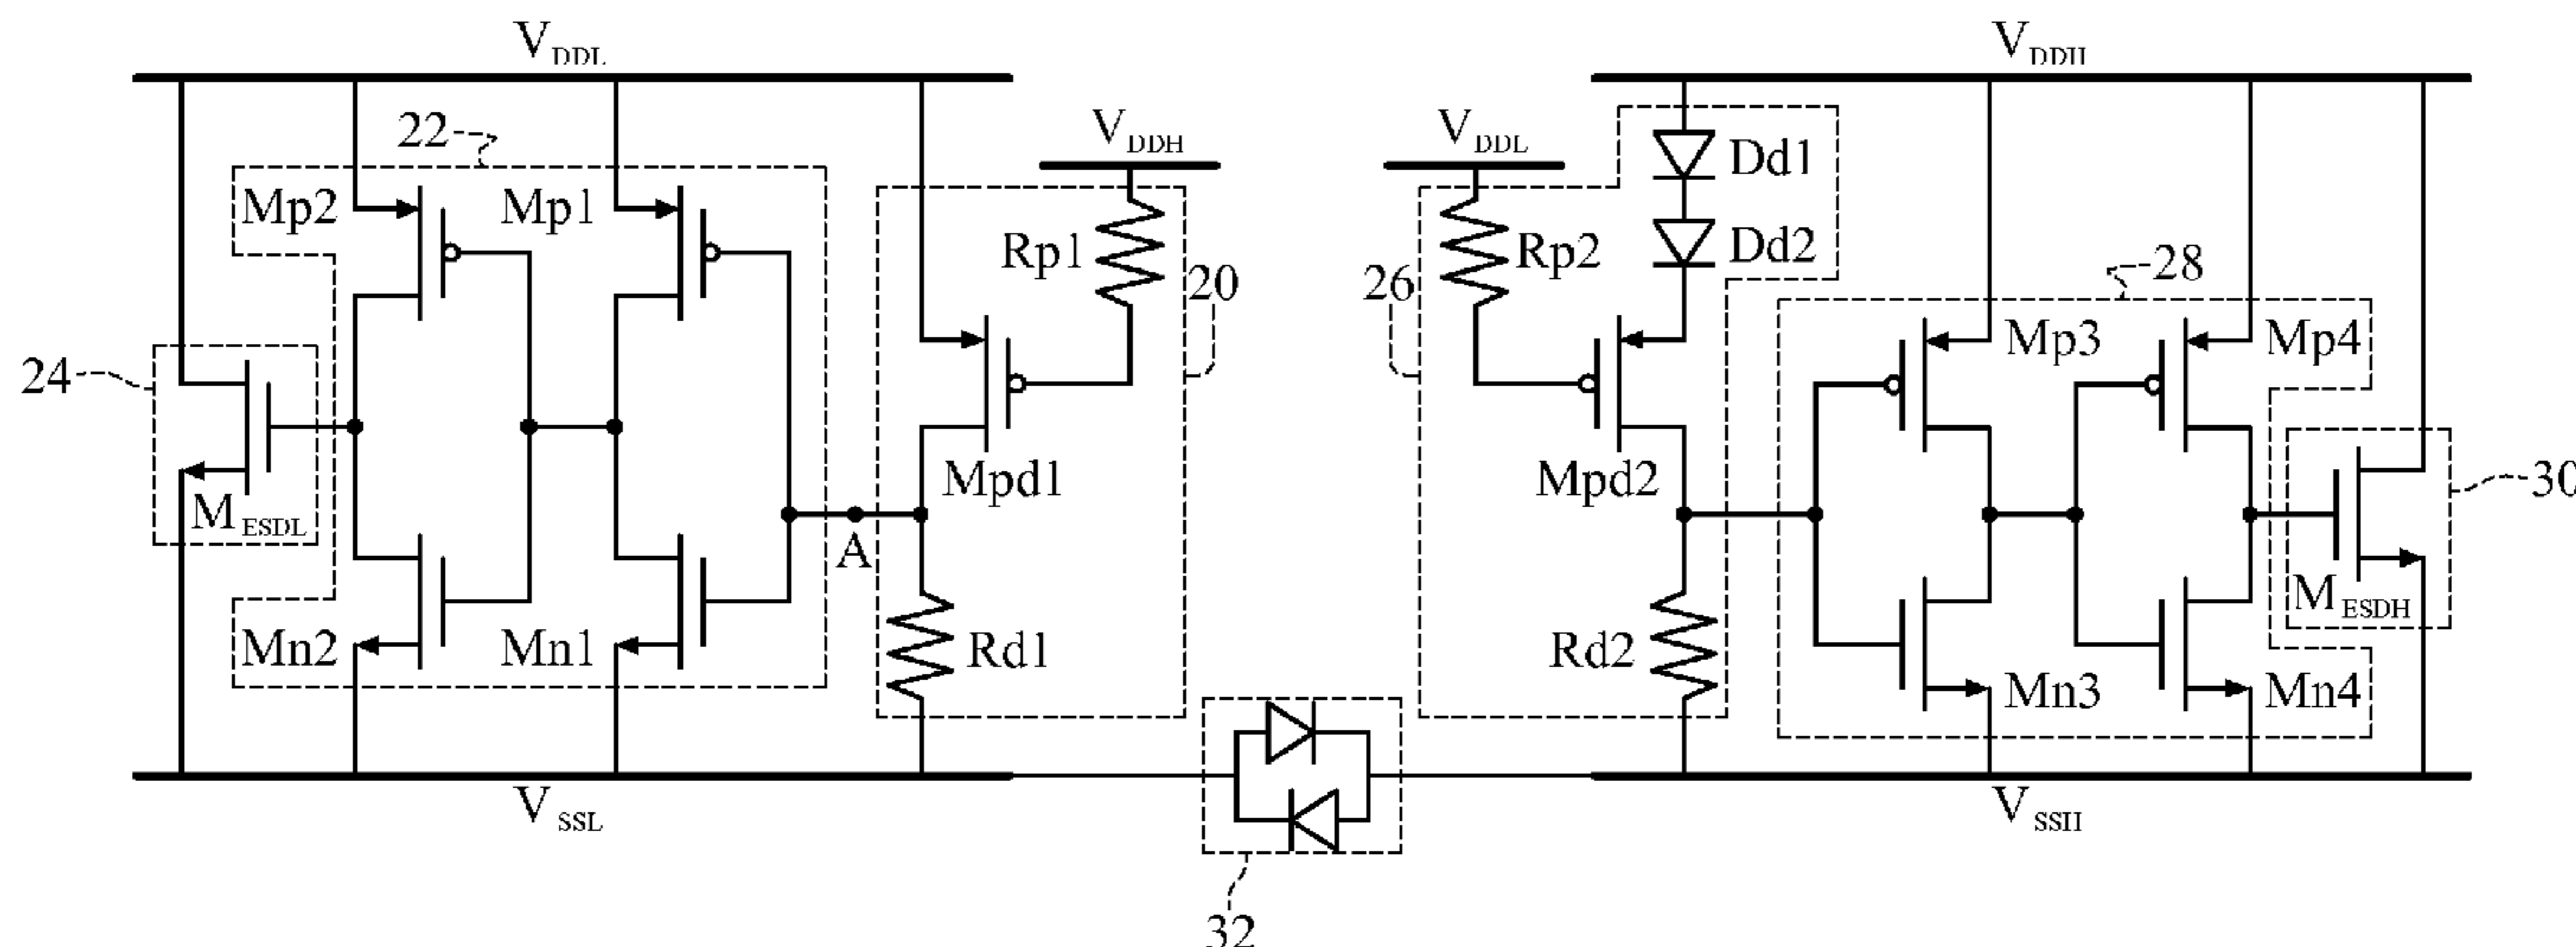 VDDL
VDDH
22
VDDH
VDDL
Dd1
Mp2
Mp1
Rp1
20
26
Rp2
Dd2
28
24
Mp3
Mp4
MESDL
A
Mpd1
Mpd2
30
MESDH
Mn2
Mn1
Rd1
Rd2
Mn3
Mn4
VSSL
VSSH
32